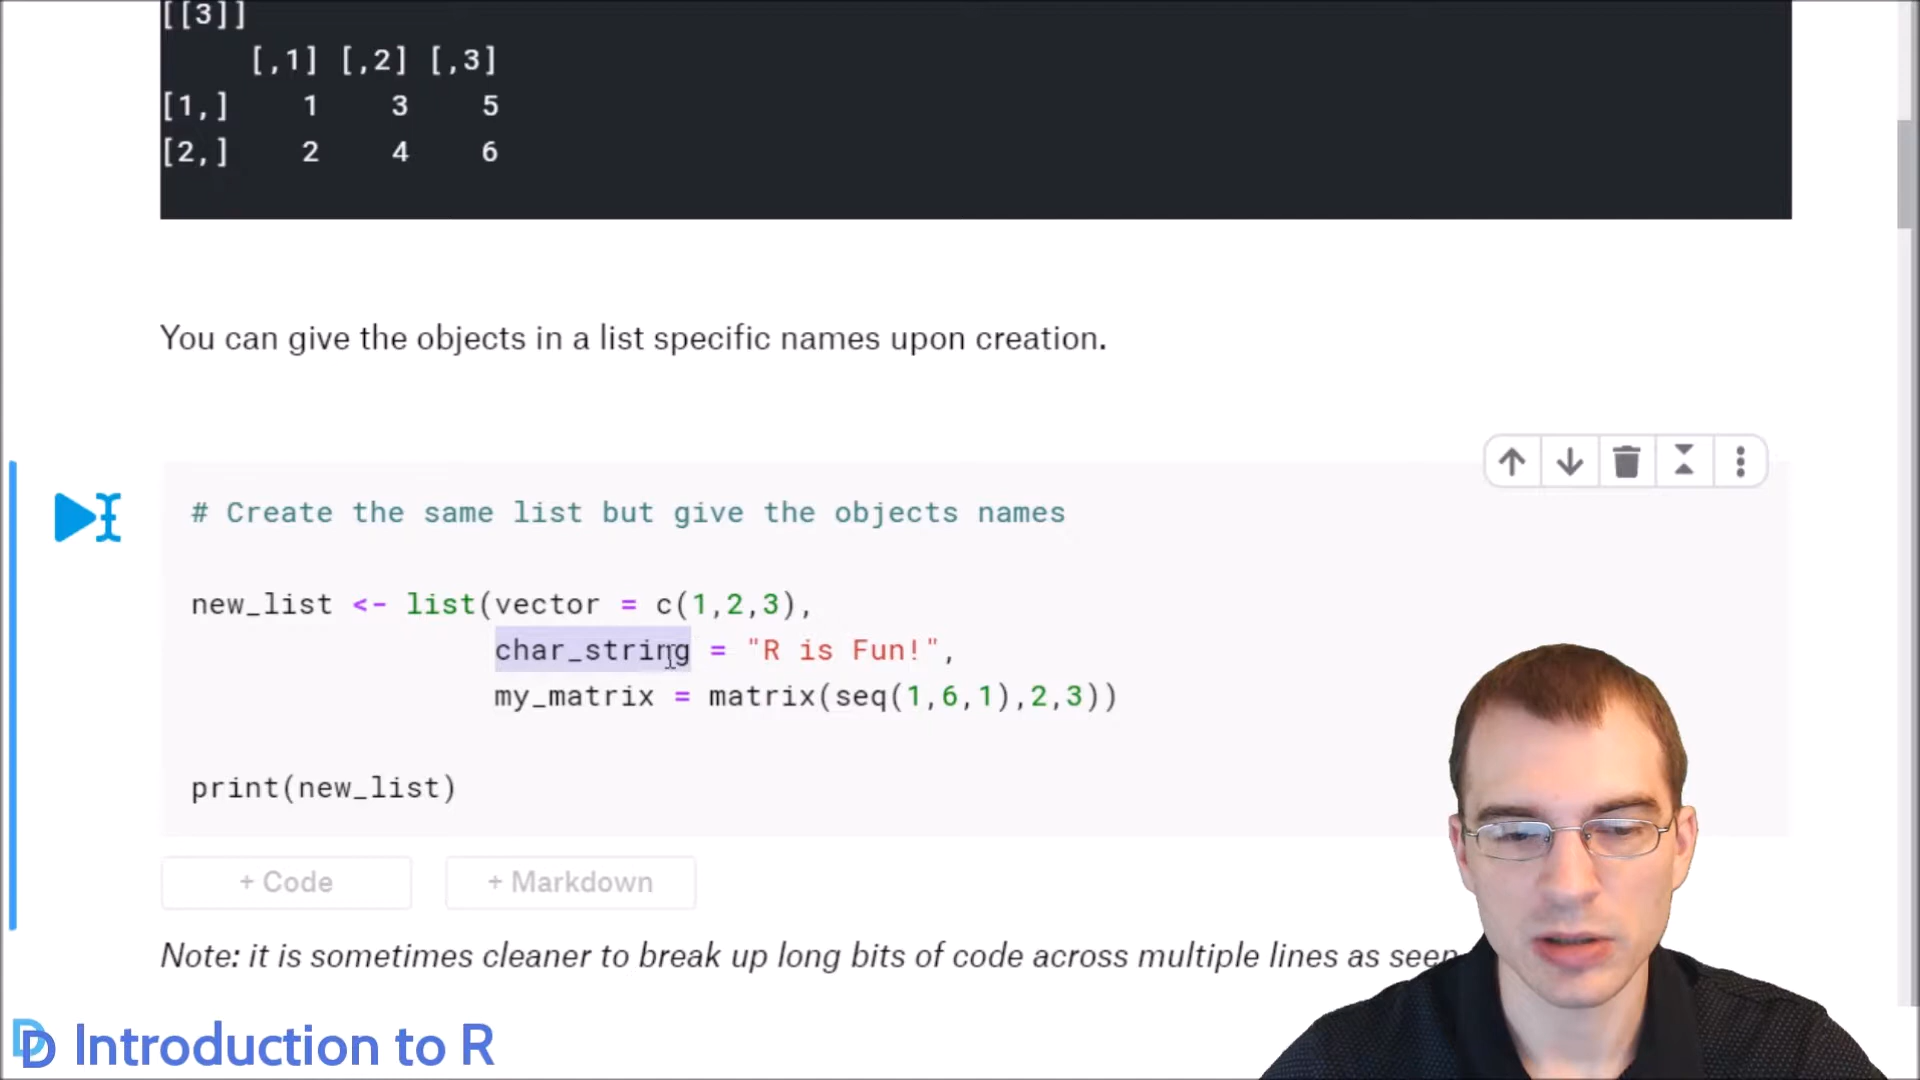 [[3]]
[,1] [,2] [,3]
[1,] 1 3 5
[2,] 2 4 6
You can give the objects in a list specific names upon creation.
# Create the same list but give the objects names
new_list <- list(vector = c(1,2,3),
char_string = "R is Fun!",
my_matrix = matrix(seq(1,6,1),2,3))
print(new_list)
+ Code + Markdown
Note: it is sometimes cleaner to break up long bits of code across multiple lines as seen
D Introduction to R